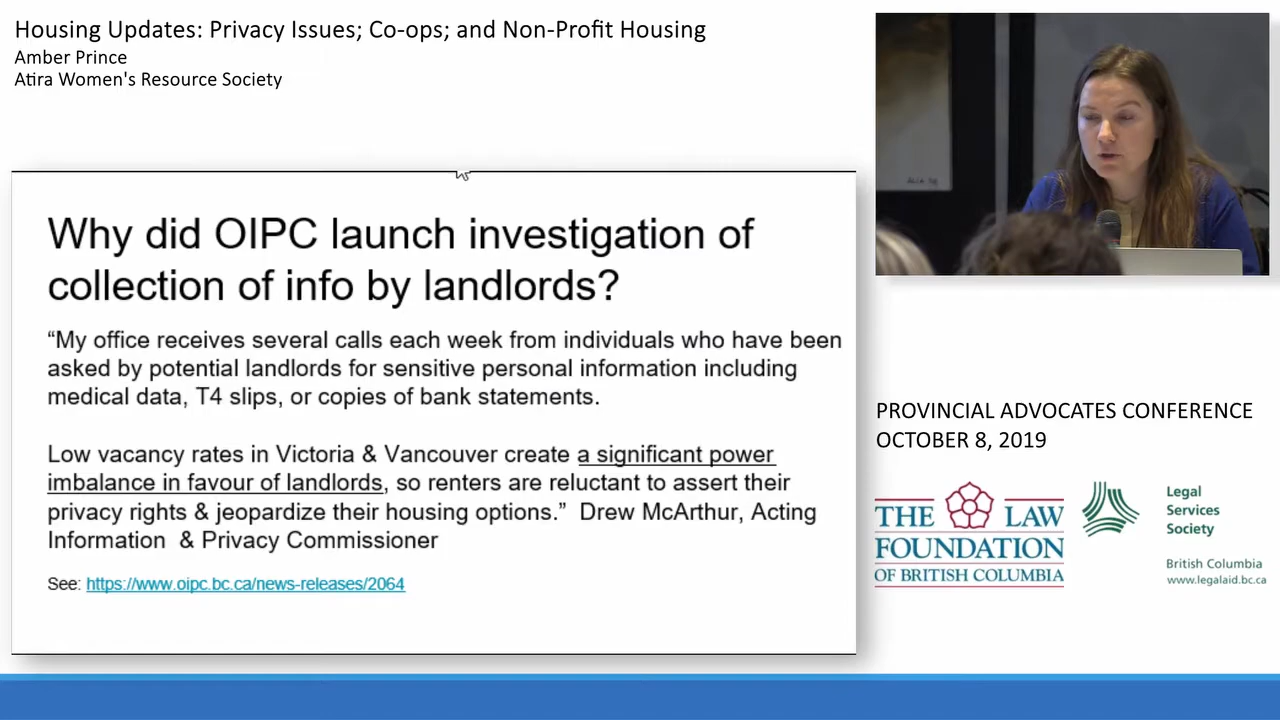 Housing Updates: Privacy Issues; Co-ops; and Non-Profit Housing
Amber Prince
Atira Women's Resource Society
Why did OIPC launch investigation of
collection of info by landlords?
“My office receives several calls each week from individuals who have been
asked by potential landlords for sensitive personal information including
medical data, T4 slips, or copies of bank statements.
Low vacancy rates in Victoria & Vancouver create a significant power
imbalance in favour of landlords, so renters are reluctant to assert their
privacy rights & jeopardize their housing options.”  Drew McArthur, Acting
Information  & Privacy Commissioner
See: https://www.oipc.bc.ca/news-releases/2064
PROVINCIAL ADVOCATES CONFERENCE
OCTOBER 8, 2019
THE LAW
FOUNDATION
OF BRITISH COLUMBIA
Legal
Services
Society
British Columbia
www.legalaid.bc.ca